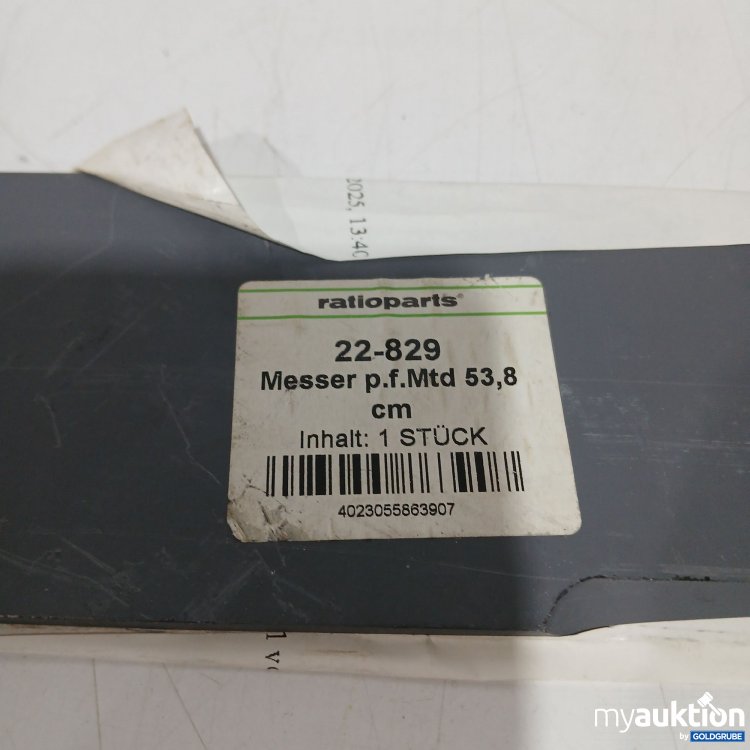 2025, 13:40
ratioparts®
22-829
Messer p.f.Mtd 53,8
cm
Inhalt: 1 STÜCK
4023055863907
myauktion
by GOLDGRUBE